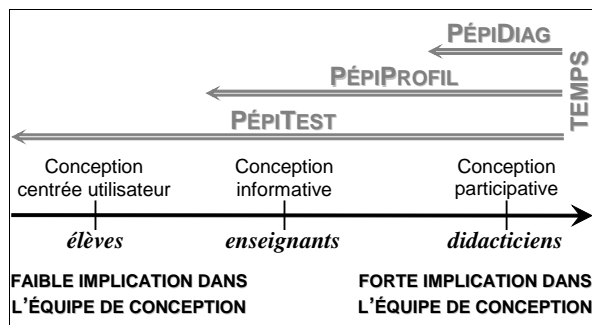 PÉPIDIAG
PÉPIPROFIL
PÉPITEST
TEMPS
Conception
centrée utilisateur
Conception
informative
Conception
participative
élèves
enseignants
didacticiens
FAIBLE IMPLICATION DANS
L'ÉQUIPE DE CONCEPTION
FORTE IMPLICATION DANS
L'ÉQUIPE DE CONCEPTION